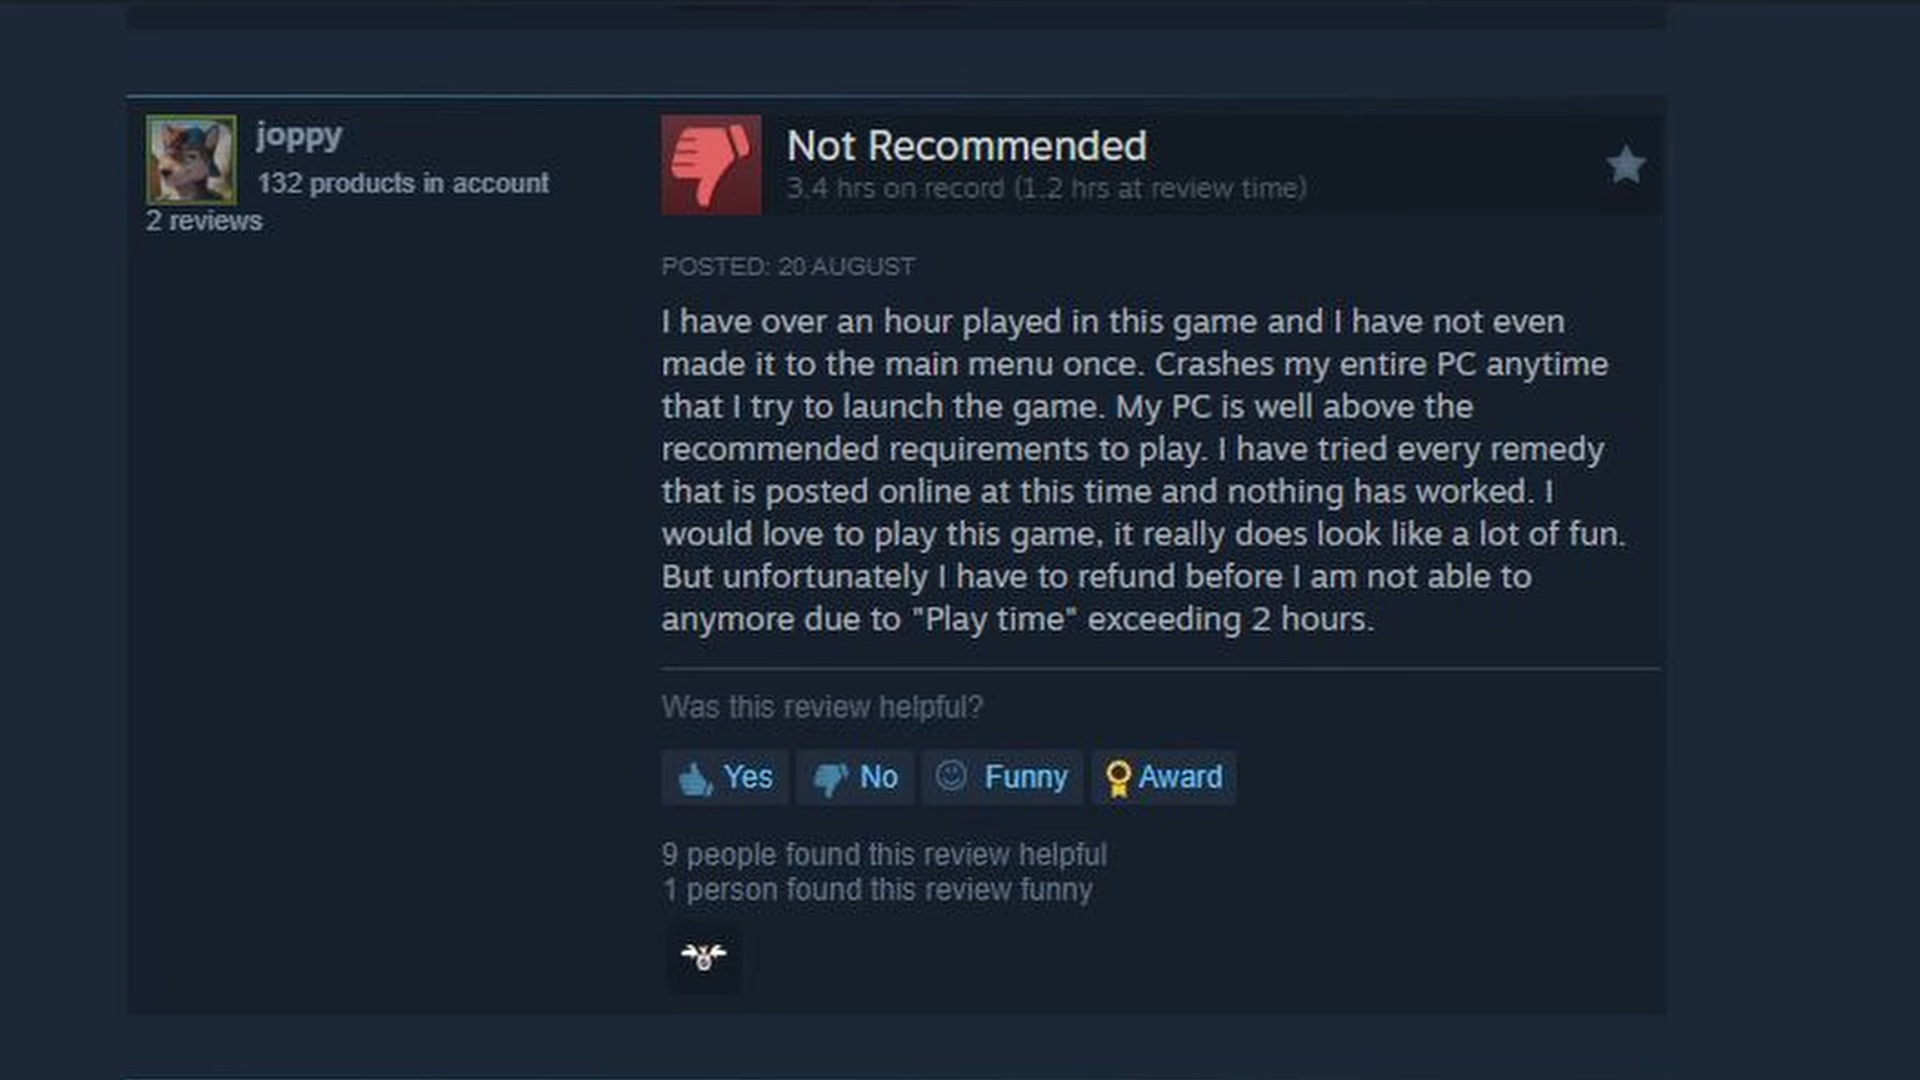 joppy
132 products in account
2 reviews
Not Recommended
3.4 hrs on record (1.2 hrs at review time)
POSTED: 20 AUGUST
I have over an hour played in this game and I have not even
made it to the main menu once. Crashes my entire PC anytime
that I try to launch the game. My PC is well above the
recommended requirements to play. I have tried every remedy
that is posted online at this time and nothing has worked. I
would love to play this game, it really does look like a lot of fun.
But unfortunately I have to refund before I am not able to
anymore due to "Play time" exceeding 2 hours.
Was this review helpful?
Yes No Funny Award
9 people found this review helpful
1 person found this review funny